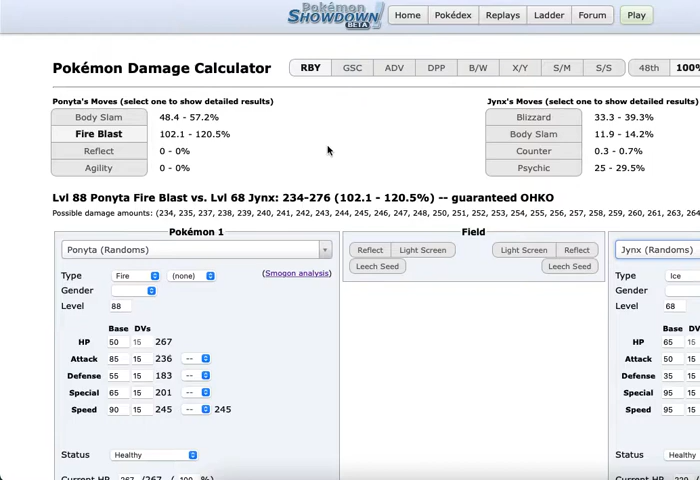 Pokémon
SHOWDOWN!
BETA
Home Pokédex Replays Ladder Forum Play
Pokémon Damage Calculator RBY GSC ADV DPP B/W X/Y S/M S/S 48th 100%
Ponyta's Moves (select one to show detailed results) Jynx's Moves (select one to show detailed results)
Body Slam 48.4 - 57.2% Blizzard 33.3 - 39.3%
Fire Blast 102.1 - 120.5% Body Slam 11.9 - 14.2%
Reflect 0 - 0% Counter 0.3 - 0.7%
Agility 0 - 0% Psychic 25 - 29.5%
Lvl 88 Ponyta Fire Blast vs. Lvl 68 Jynx: 234-276 (102.1 - 120.5%) -- guaranteed OHKO
Possible damage amounts: (234, 235, 237, 238, 239, 240, 241, 242, 243, 244, 245, 246, 247, 248, 250, 251, 252, 253, 254, 255, 256, 257, 258, 259, 260, 261, 263, 264
Pokémon 1 Field
Ponyta (Randoms) Reflect Light Screen Light Screen Reflect Jynx (Randoms)
Leech Seed Leech Seed
Type Fire (none) (Smogon analysis) Type Ice
Gender Gender
Level 88 Level 68
Base DVs Base DVs
HP 50 15 267 HP 65 15
Attack 85 15 236 -- Attack 50 15
Defense 55 15 183 -- Defense 35 15
Special 65 15 201 -- Special 95 15
Speed 90 15 245 -- 245 Speed 95 15
Status Healthy Status Healthy
Current HP 267 /267 ( 100 %) Current HP